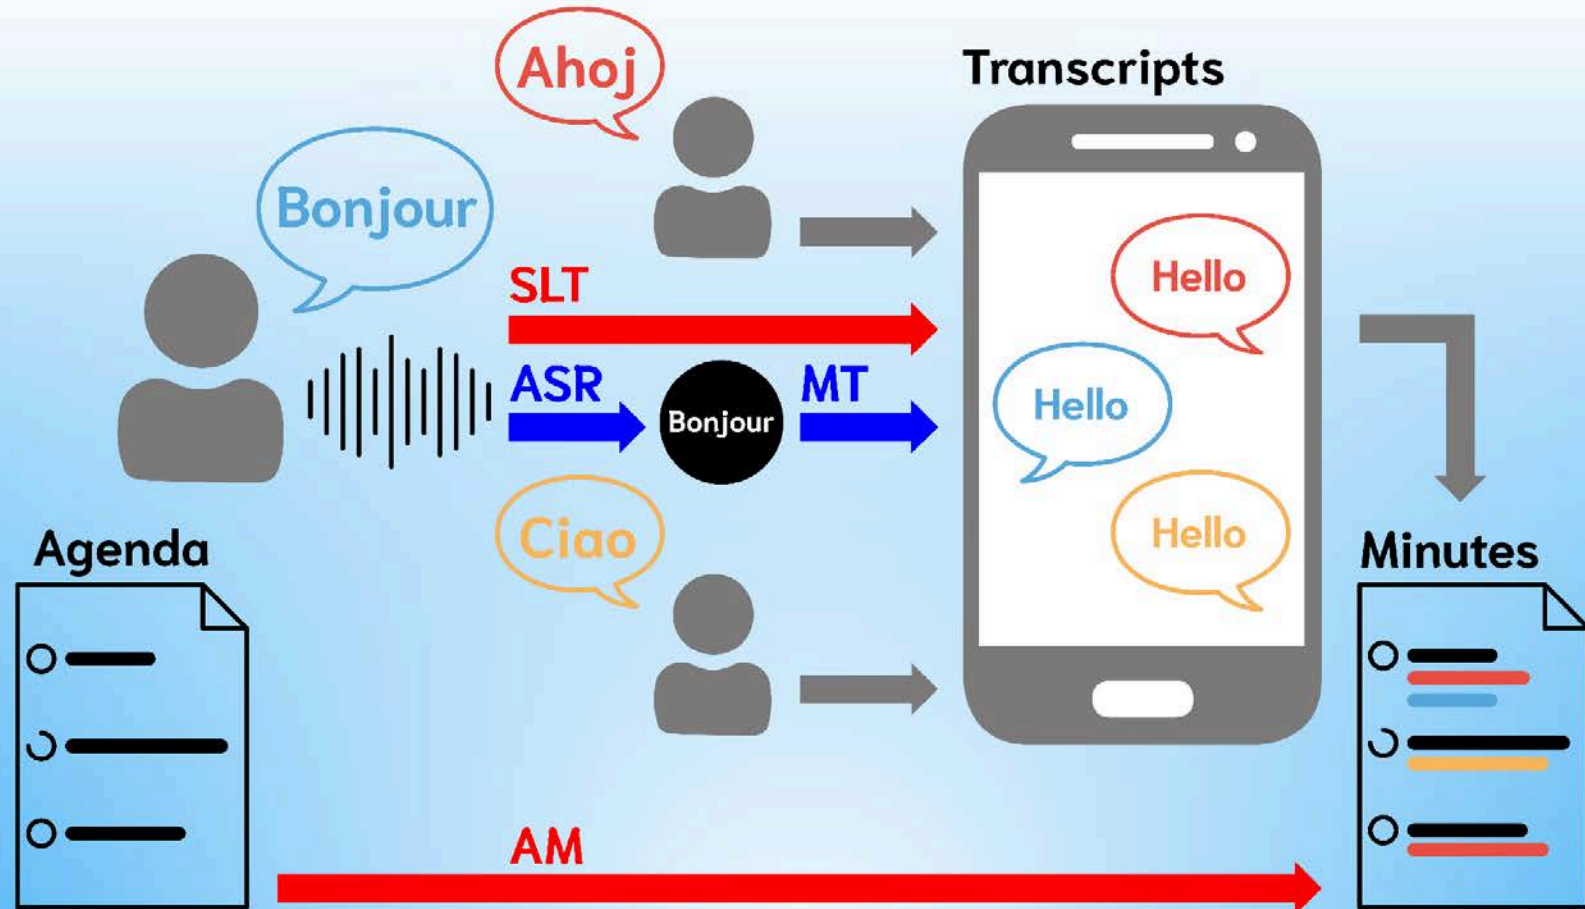 Ahoj
Transcripts
Bonjour
Hello
SLT
ASR
Bonjour
MT
Hello
Ciao
Hello
Agenda
Minutes
AM